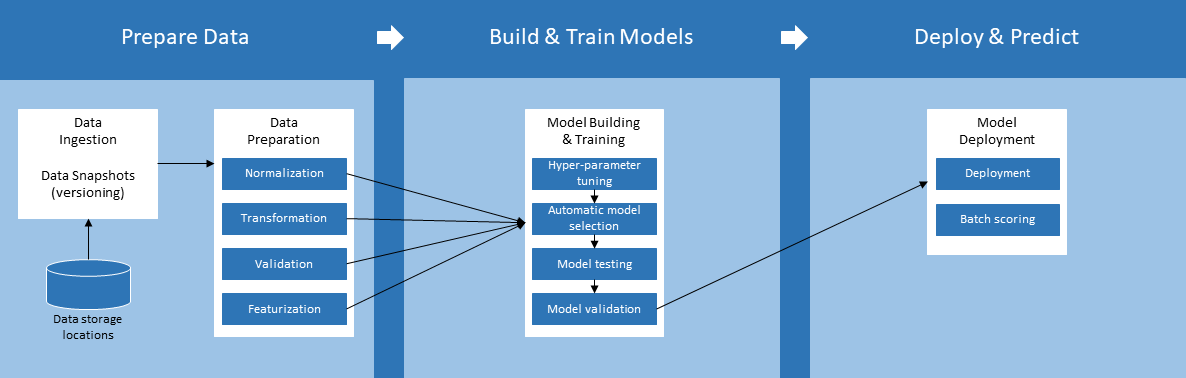 Prepare Data
Build & Train Models
Deploy & Predict
Data
Ingestion
Data Snapshots
(versioning)
Data storage
locations
Data
Preparation
Normalization
Transformation
Validation
Featurization
Model Building
& Training
Hyper-parameter
tuning
Automatic model
selection
Model testing
Model validation
Model
Deployment
Deployment
Batch scoring